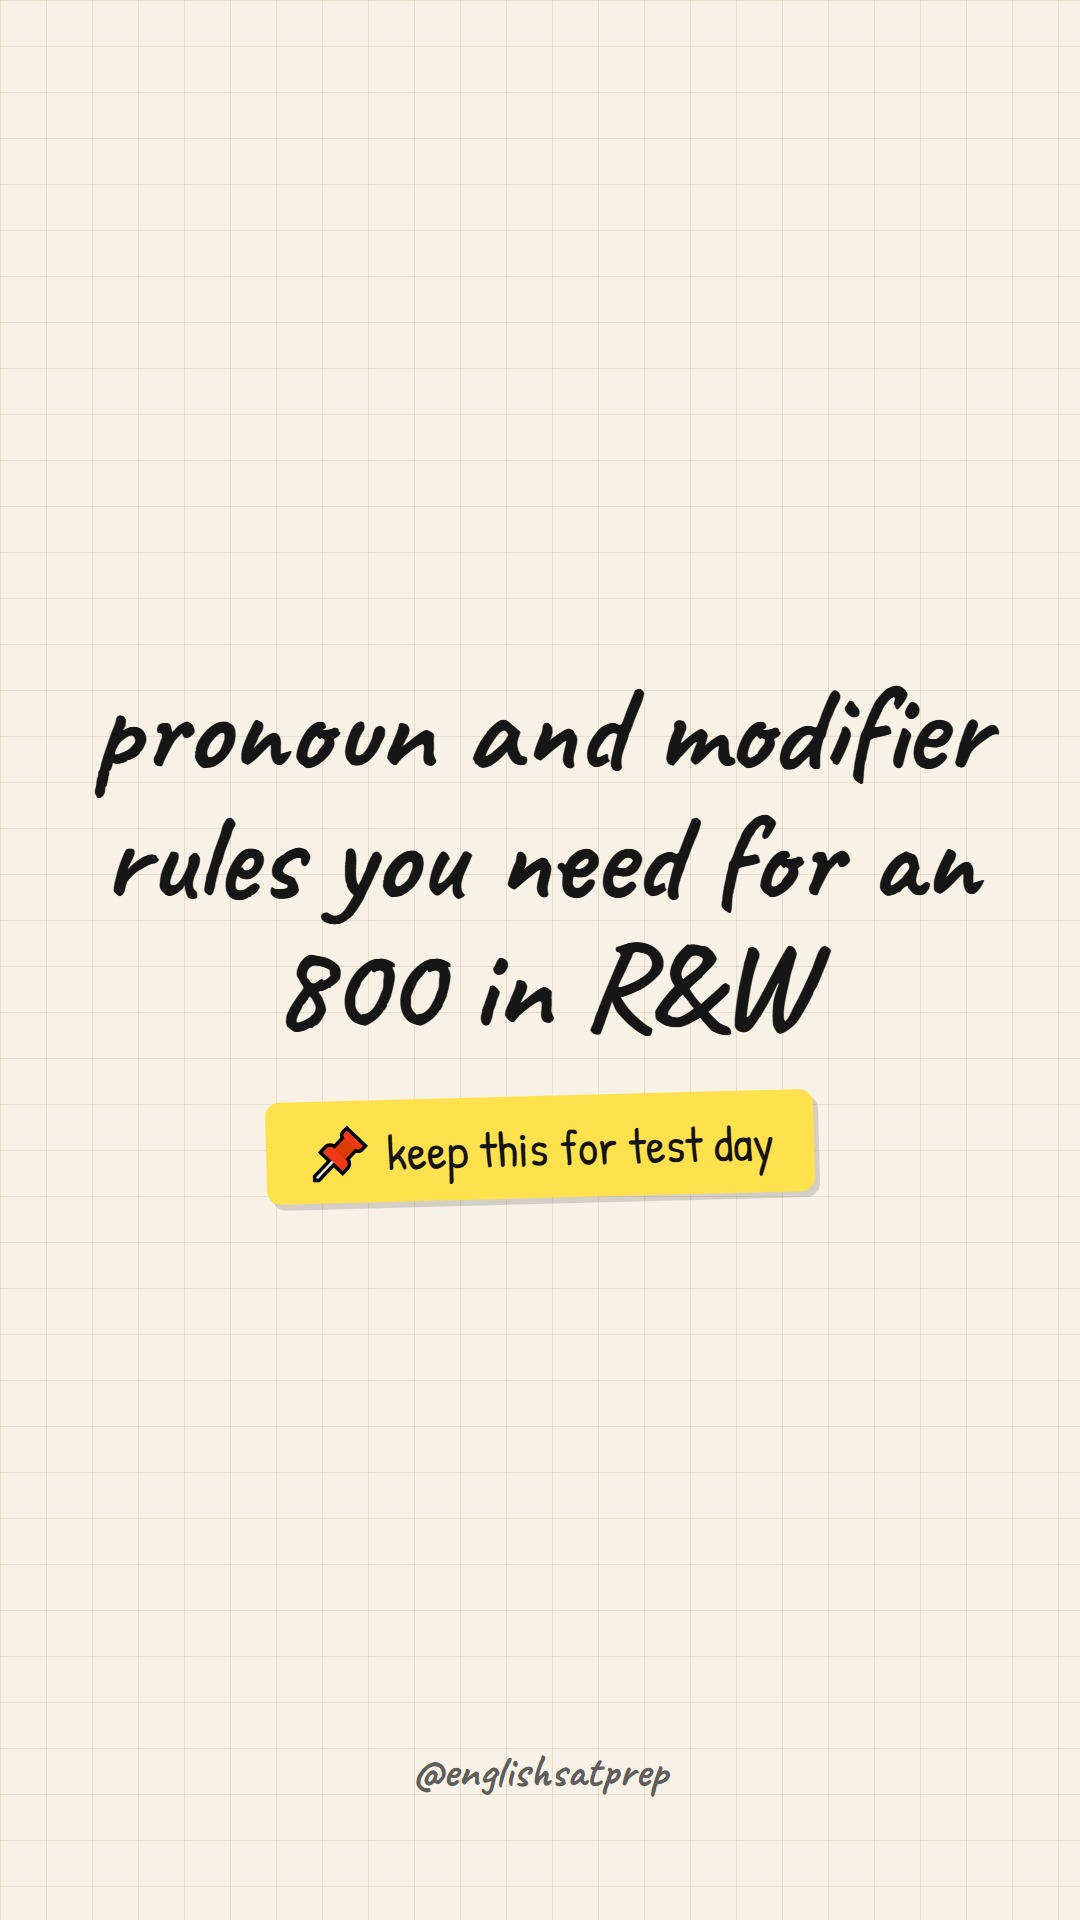 pronoun and modifier
rules you need for an
800 in R&W
📌 keep this for test day
@englishsatprep